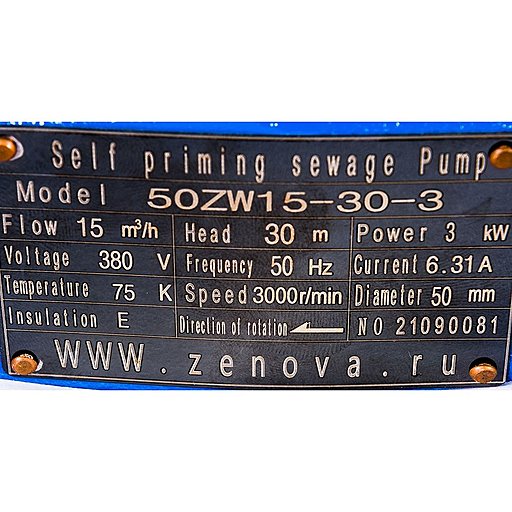 Self priming sewage Pump
Model 50ZW15-30-3
Flow 15 m³/h Head 30 m Power 3 kW
Voltage 380 V Frequency 50 Hz Current 6.31A
Temperature 75 K Speed 3000r/min Diameter 50 mm
Insulation E Direction of rotation NO 21090081
WWW.zenova.ru